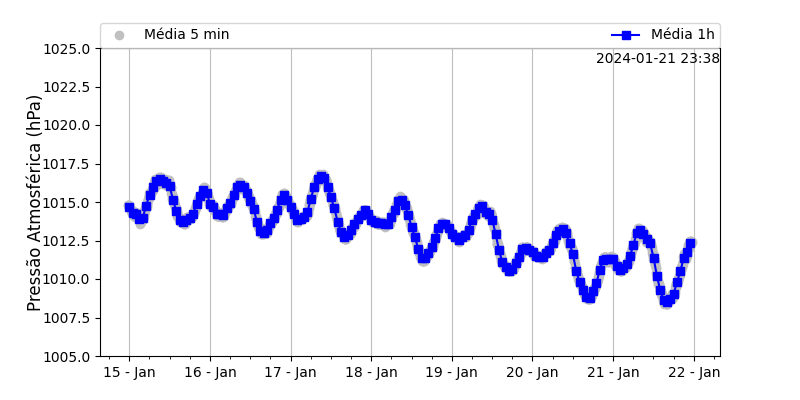 Média 5 min
Média 1h
2024-01-21 23:38
Pressão Atmosférica (hPa)
1025.0
1022.5
1020.0
1017.5
1015.0
1012.5
1010.0
1007.5
1005.0
15 - Jan
16 - Jan
17 - Jan
18 - Jan
19 - Jan
20 - Jan
21 - Jan
22 - Jan